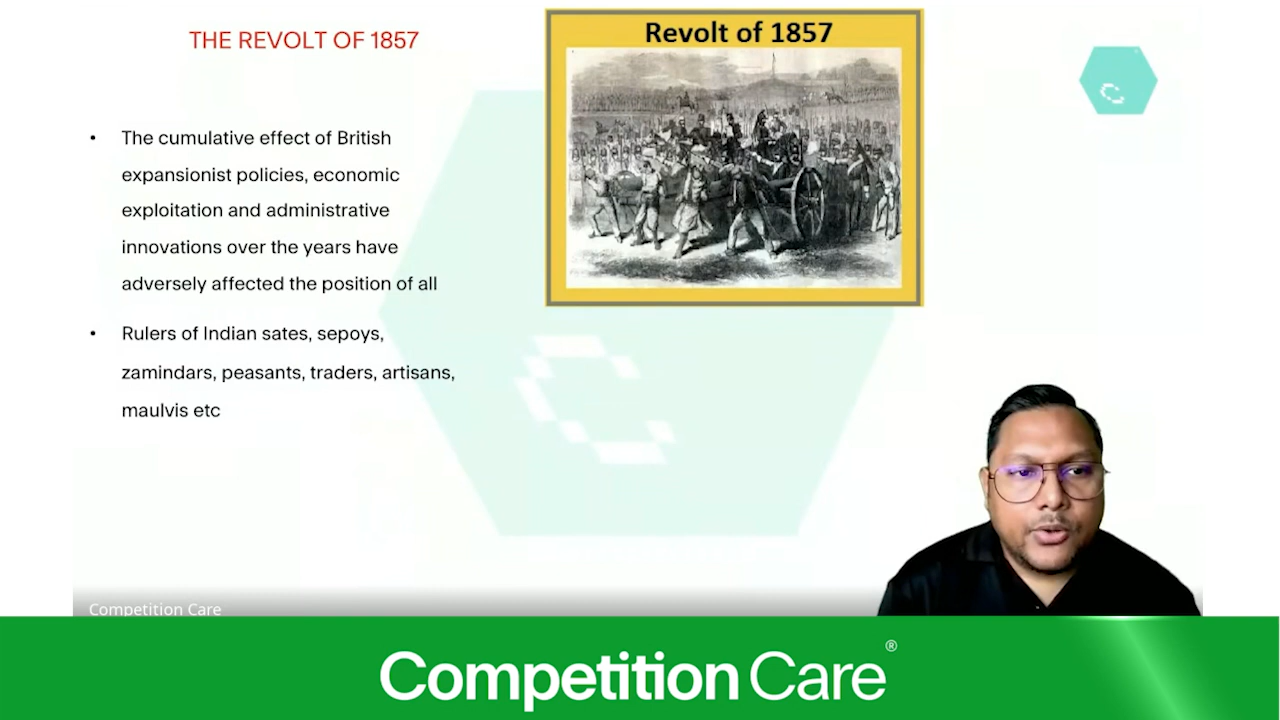 THE REVOLT OF 1857
Revolt of 1857
• The cumulative effect of British
expansionist policies, economic
exploitation and administrative
innovations over the years have
adversely affected the position of all
• Rulers of Indian sates, sepoys,
zamindars, peasants, traders, artisans,
maulvis etc
Competition Care
Competition Care®